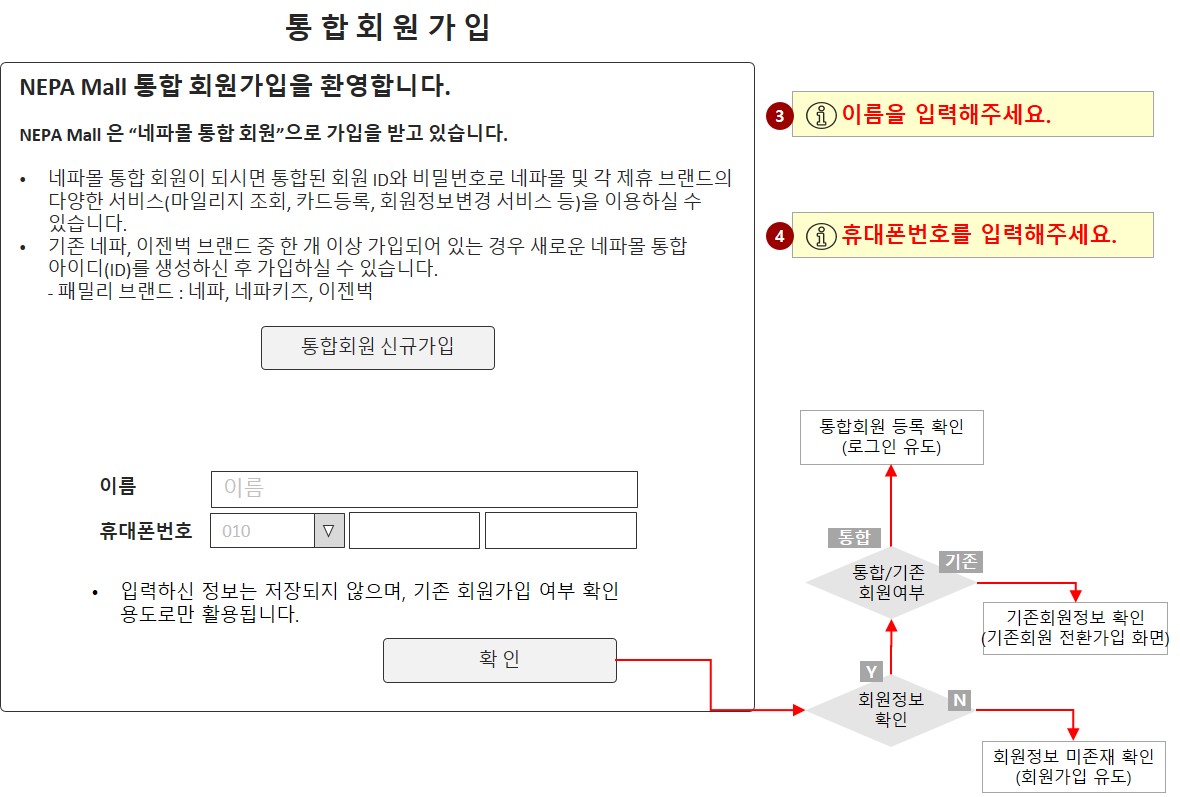 통 합 회 원 가 입
NEPA Mall 통합 회원가입을 환영합니다.
NEPA Mall 은 “네파몰 통합 회원”으로 가입을 받고 있습니다.
• 네파몰 통합 회원이 되시면 통합된 회원 ID와 비밀번호로 네파몰 및 각 제휴 브랜드의
다양한 서비스(마일리지 조회, 카드등록, 회원정보변경 서비스 등)을 이용하실 수
있습니다.
• 기존 네파, 이젠벅 브랜드 중 한 개 이상 가입되어 있는 경우 새로운 네파몰 통합
아이디(ID)를 생성하신 후 가입하실 수 있습니다.
- 패밀리 브랜드 : 네파, 네파키즈, 이젠벅
통합회원 신규가입
이름
이름
휴대폰번호
010
• 입력하신 정보는 저장되지 않으며, 기존 회원가입 여부 확인
용도로만 활용됩니다.
확 인
3
이름을 입력해주세요.
4
휴대폰번호를 입력해주세요.
통합회원 등록 확인
(로그인 유도)
통합
기존
통합/기존
회원여부
기존회원정보 확인
(기존회원 전환가입 화면)
Y
N
회원정보
확인
회원정보 미존재 확인
(회원가입 유도)